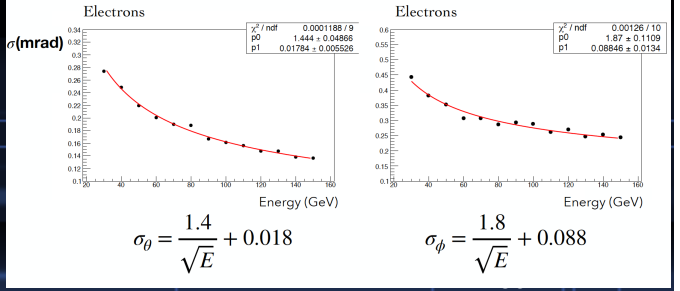 Electrons
χ² / ndf 0.0001188 / 9
p0 1.444 ± 0.04866
p1 0.01784 ± 0.005526
σ(mrad)
0.34
0.32
0.3
0.28
0.26
0.24
0.22
0.2
0.18
0.16
0.14
0.12
0.1
20 40 60 80 100 120 140 160
Energy (GeV)
σθ = 1.4/√E + 0.018
Electrons
χ² / ndf 0.00126 / 10
p0 1.87 ± 0.1109
p1 0.08846 ± 0.0134
0.6
0.55
0.5
0.45
0.4
0.35
0.3
0.25
0.2
0.15
0.1
20 40 60 80 100 120 140 160
Energy (GeV)
σϕ = 1.8/√E + 0.088